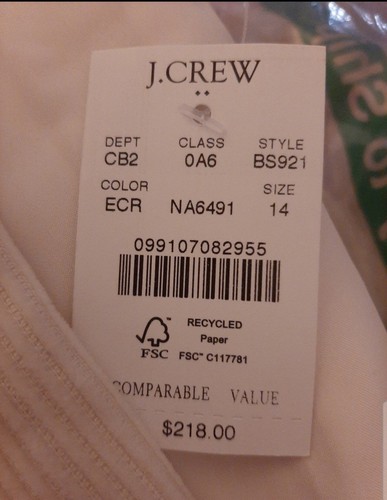 J.CREW
DEPT CLASS STYLE
CB2 0A6 BS921
COLOR SIZE
ECR NA6491 14
099107082955
RECYCLED
Paper
FSC™ C117781
FSC
COMPARABLE VALUE
$218.00